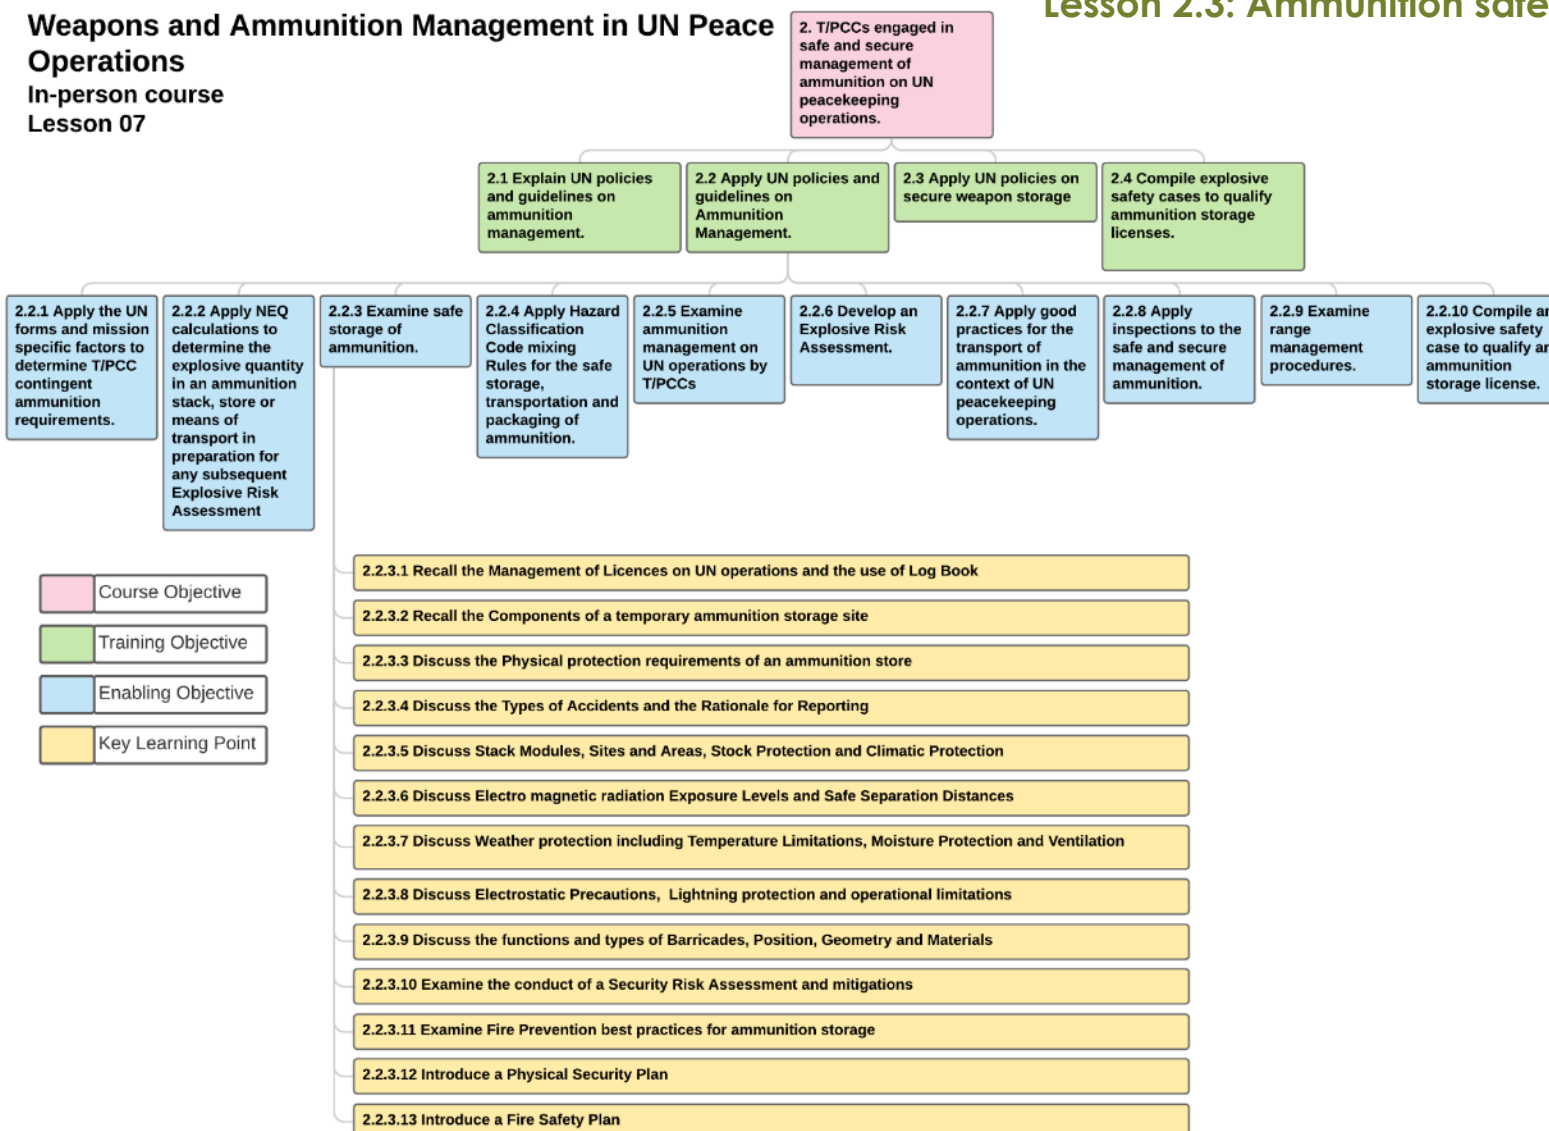 Lesson 2.3: Ammunition safe
Weapons and Ammunition Management in UN Peace
Operations
In-person course
Lesson 07
2. T/PCCs engaged in
safe and secure
management of
ammunition on UN
peacekeeping
operations.
2.1 Explain UN policies
and guidelines on
ammunition
management.
2.2 Apply UN policies and
guidelines on
Ammunition
Management.
2.3 Apply UN policies on
secure weapon storage
2.4 Compile explosive
safety cases to qualify
ammunition storage
licenses.
2.2.1 Apply the UN
forms and mission
specific factors to
determine T/PCC
contingent
ammunition
requirements.
2.2.2 Apply NEQ
calculations to
determine the
explosive quantity
in an ammunition
stack, store or
means of
transport in
preparation for
any subsequent
Explosive Risk
Assessment
2.2.3 Examine safe
storage of
ammunition.
2.2.4 Apply Hazard
Classification
Code mixing
Rules for the safe
storage,
transportation and
packaging of
ammunition.
2.2.5 Examine
ammunition
management on
UN operations by
T/PCCs
2.2.6 Develop an
Explosive Risk
Assessment.
2.2.7 Apply good
practices for the
transport of
ammunition in the
context of UN
peacekeeping
operations.
2.2.8 Apply
inspections to the
safe and secure
management of
ammunition.
2.2.9 Examine
range
management
procedures.
2.2.10 Compile an
explosive safety
case to qualify an
ammunition
storage license.
Course Objective
Training Objective
Enabling Objective
Key Learning Point
2.2.3.1 Recall the Management of Licences on UN operations and the use of Log Book
2.2.3.2 Recall the Components of a temporary ammunition storage site
2.2.3.3 Discuss the Physical protection requirements of an ammunition store
2.2.3.4 Discuss the Types of Accidents and the Rationale for Reporting
2.2.3.5 Discuss Stack Modules, Sites and Areas, Stock Protection and Climatic Protection
2.2.3.6 Discuss Electro magnetic radiation Exposure Levels and Safe Separation Distances
2.2.3.7 Discuss Weather protection including Temperature Limitations, Moisture Protection and Ventilation
2.2.3.8 Discuss Electrostatic Precautions, Lightning protection and operational limitations
2.2.3.9 Discuss the functions and types of Barricades, Position, Geometry and Materials
2.2.3.10 Examine the conduct of a Security Risk Assessment and mitigations
2.2.3.11 Examine Fire Prevention best practices for ammunition storage
2.2.3.12 Introduce a Physical Security Plan
2.2.3.13 Introduce a Fire Safety Plan